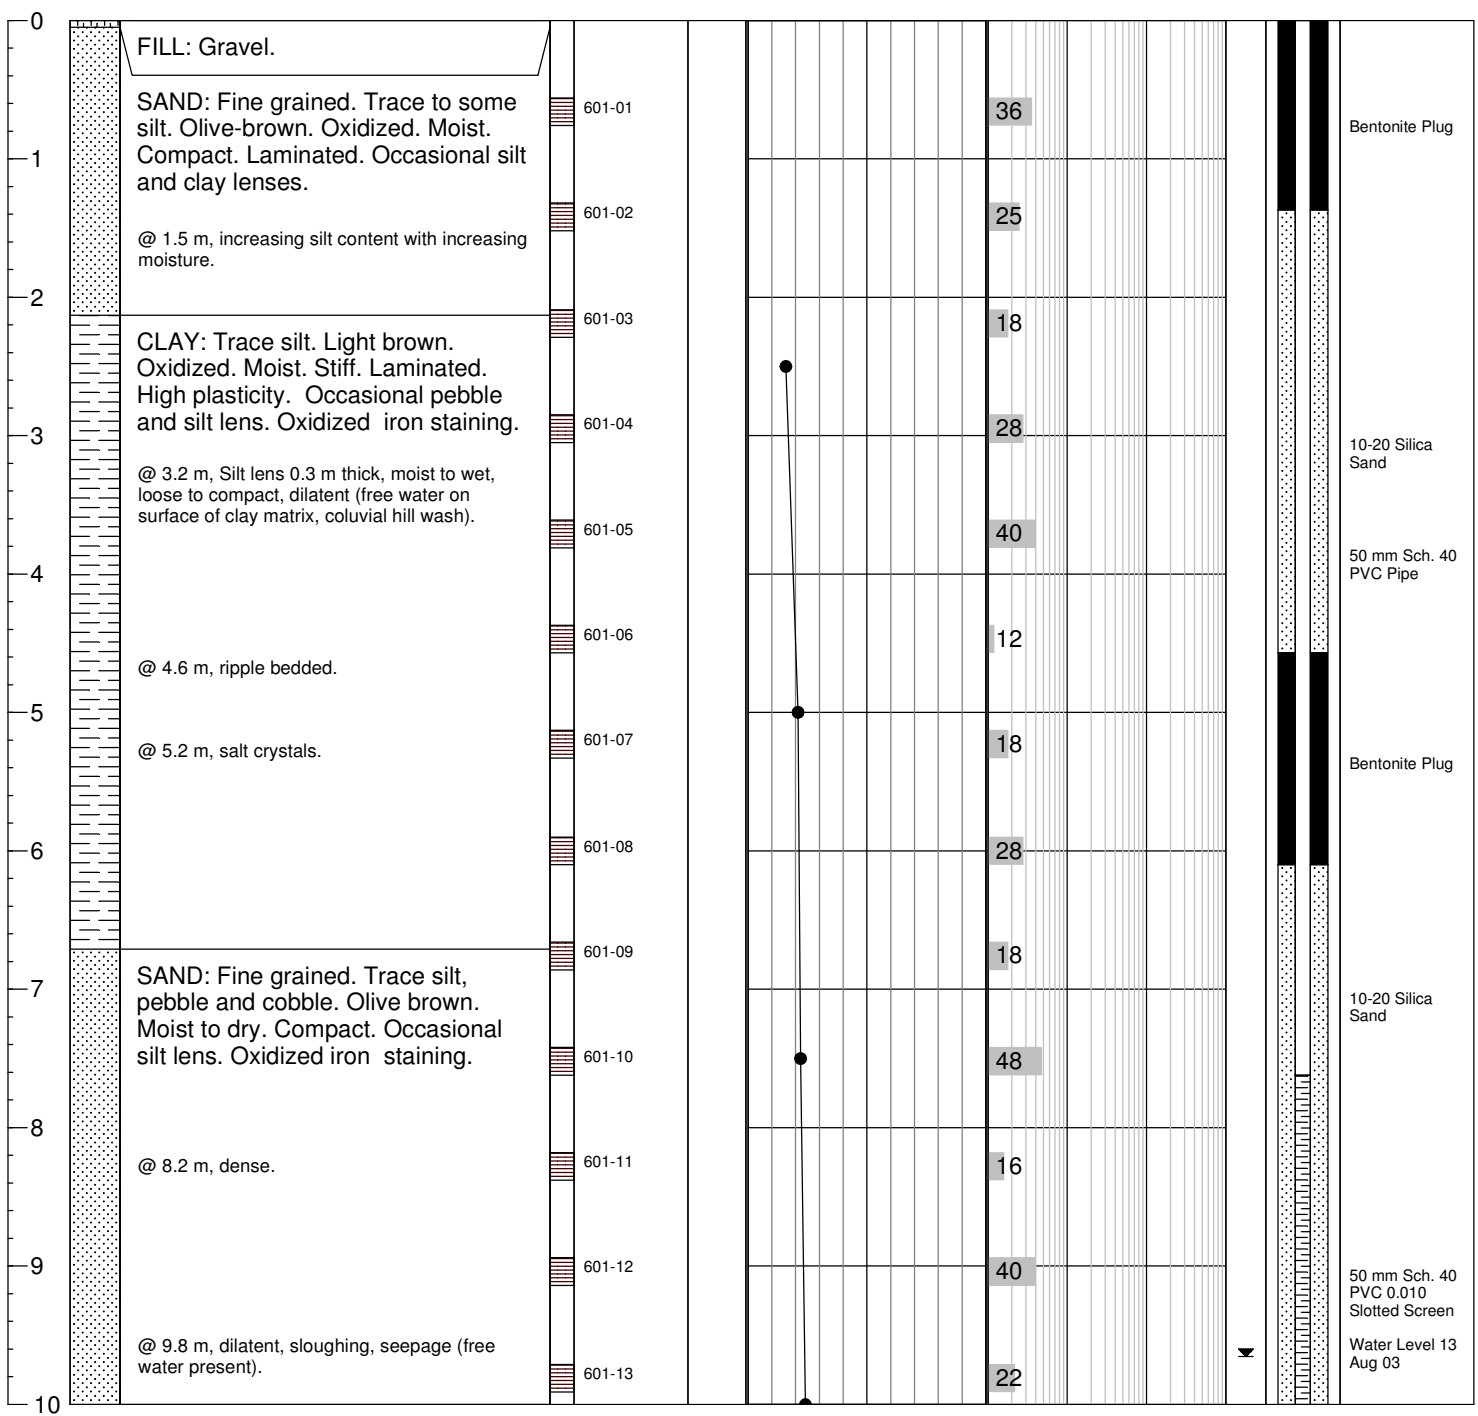 0
FILL: Gravel.
SAND: Fine grained. Trace to some
silt. Olive-brown. Oxidized. Moist.
Compact. Laminated. Occasional silt
and clay lenses.
601-01
36
Bentonite Plug
1
601-02
25
@ 1.5 m, increasing silt content with increasing
moisture.
2
601-03
18
CLAY: Trace silt. Light brown.
Oxidized. Moist. Stiff. Laminated.
High plasticity.  Occasional pebble
and silt lens. Oxidized  iron staining.
601-04
28
3
10-20 Silica
Sand
@ 3.2 m, Silt lens 0.3 m thick, moist to wet,
loose to compact, dilatent (free water on
surface of clay matrix, coluvial hill wash).
601-05
40
50 mm Sch. 40
PVC Pipe
4
601-06
12
@ 4.6 m, ripple bedded.
5
601-07
18
@ 5.2 m, salt crystals.
Bentonite Plug
601-08
28
6
601-09
18
SAND: Fine grained. Trace silt,
pebble and cobble. Olive brown.
Moist to dry. Compact. Occasional
silt lens. Oxidized iron  staining.
7
10-20 Silica
Sand
601-10
48
8
601-11
16
@ 8.2 m, dense.
9
601-12
40
50 mm Sch. 40
PVC 0.010
Slotted Screen
@ 9.8 m, dilatent, sloughing, seepage (free
water present).
Water Level 13
Aug 03
601-13
22
10